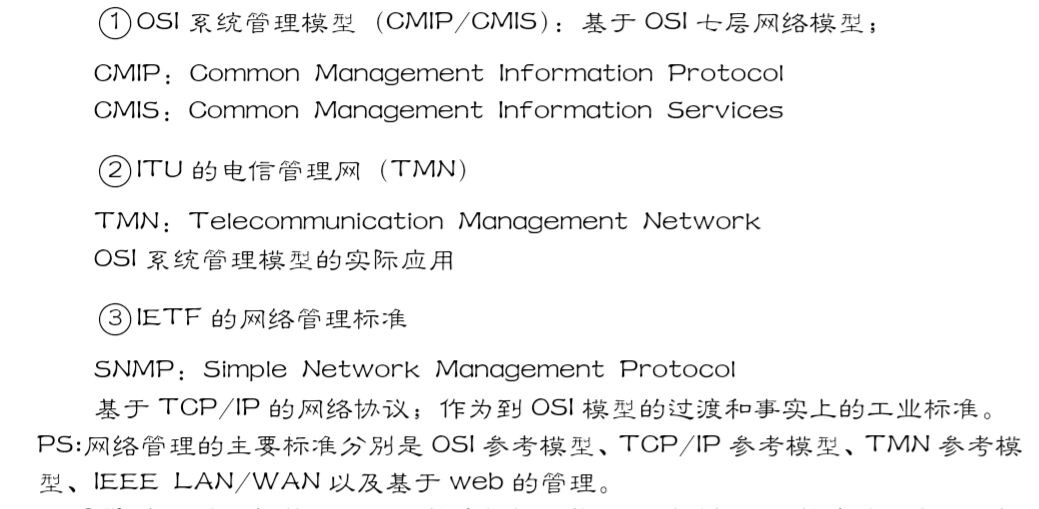 ①OSI 系统管理模型（CMIP/CMIS）：基于 OSI 七层网络模型；
CMIP：Common Management Information Protocol
CMIS：Common Management Information Services
②ITU 的电信管理网（TMN）
TMN：Telecommunication Management Network
OSI 系统管理模型的实际应用
③IETF 的网络管理标准
SNMP：Simple Network Management Protocol
基于 TCP/IP 的网络协议；作为到 OSI 模型的过渡和事实上的工业标准。
PS:网络管理的主要标准分别是 OSI 参考模型、TCP/IP 参考模型、TMN 参考模
型、IEEE LAN/WAN 以及基于 web 的管理。